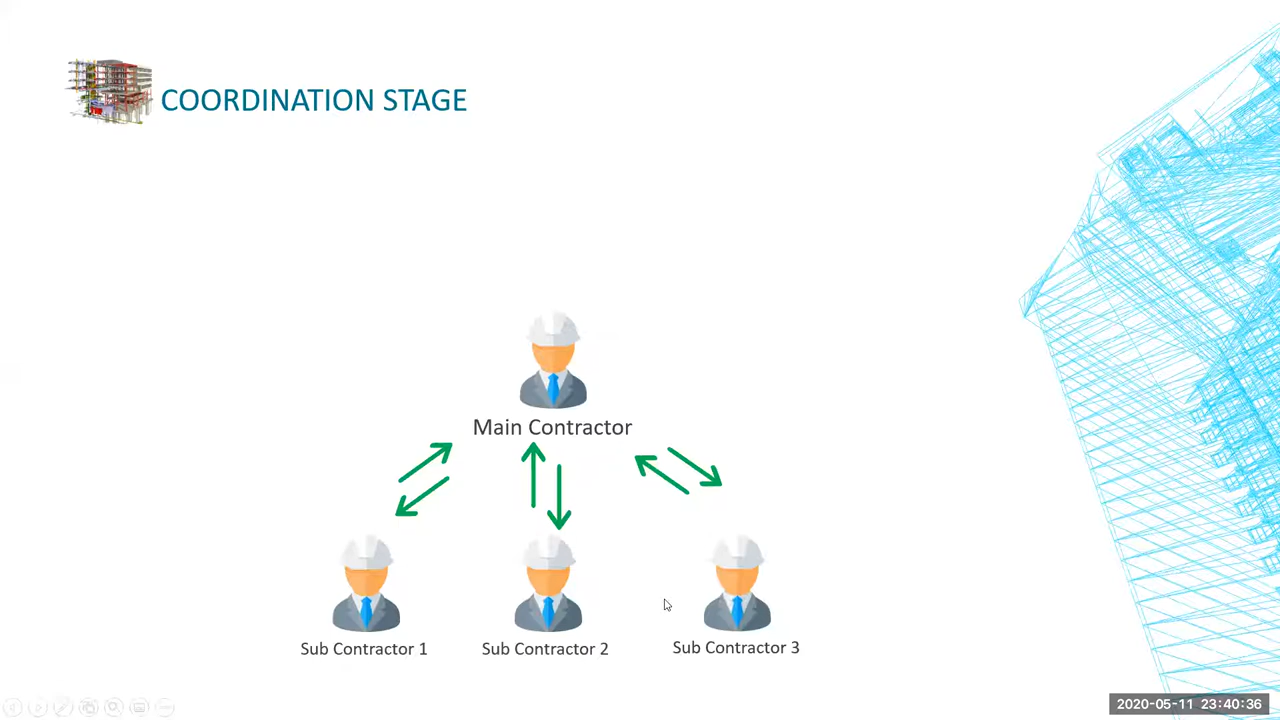 COORDINATION STAGE
Main Contractor
Sub Contractor 1
Sub Contractor 2
Sub Contractor 3
2020-05-11 23:40:36